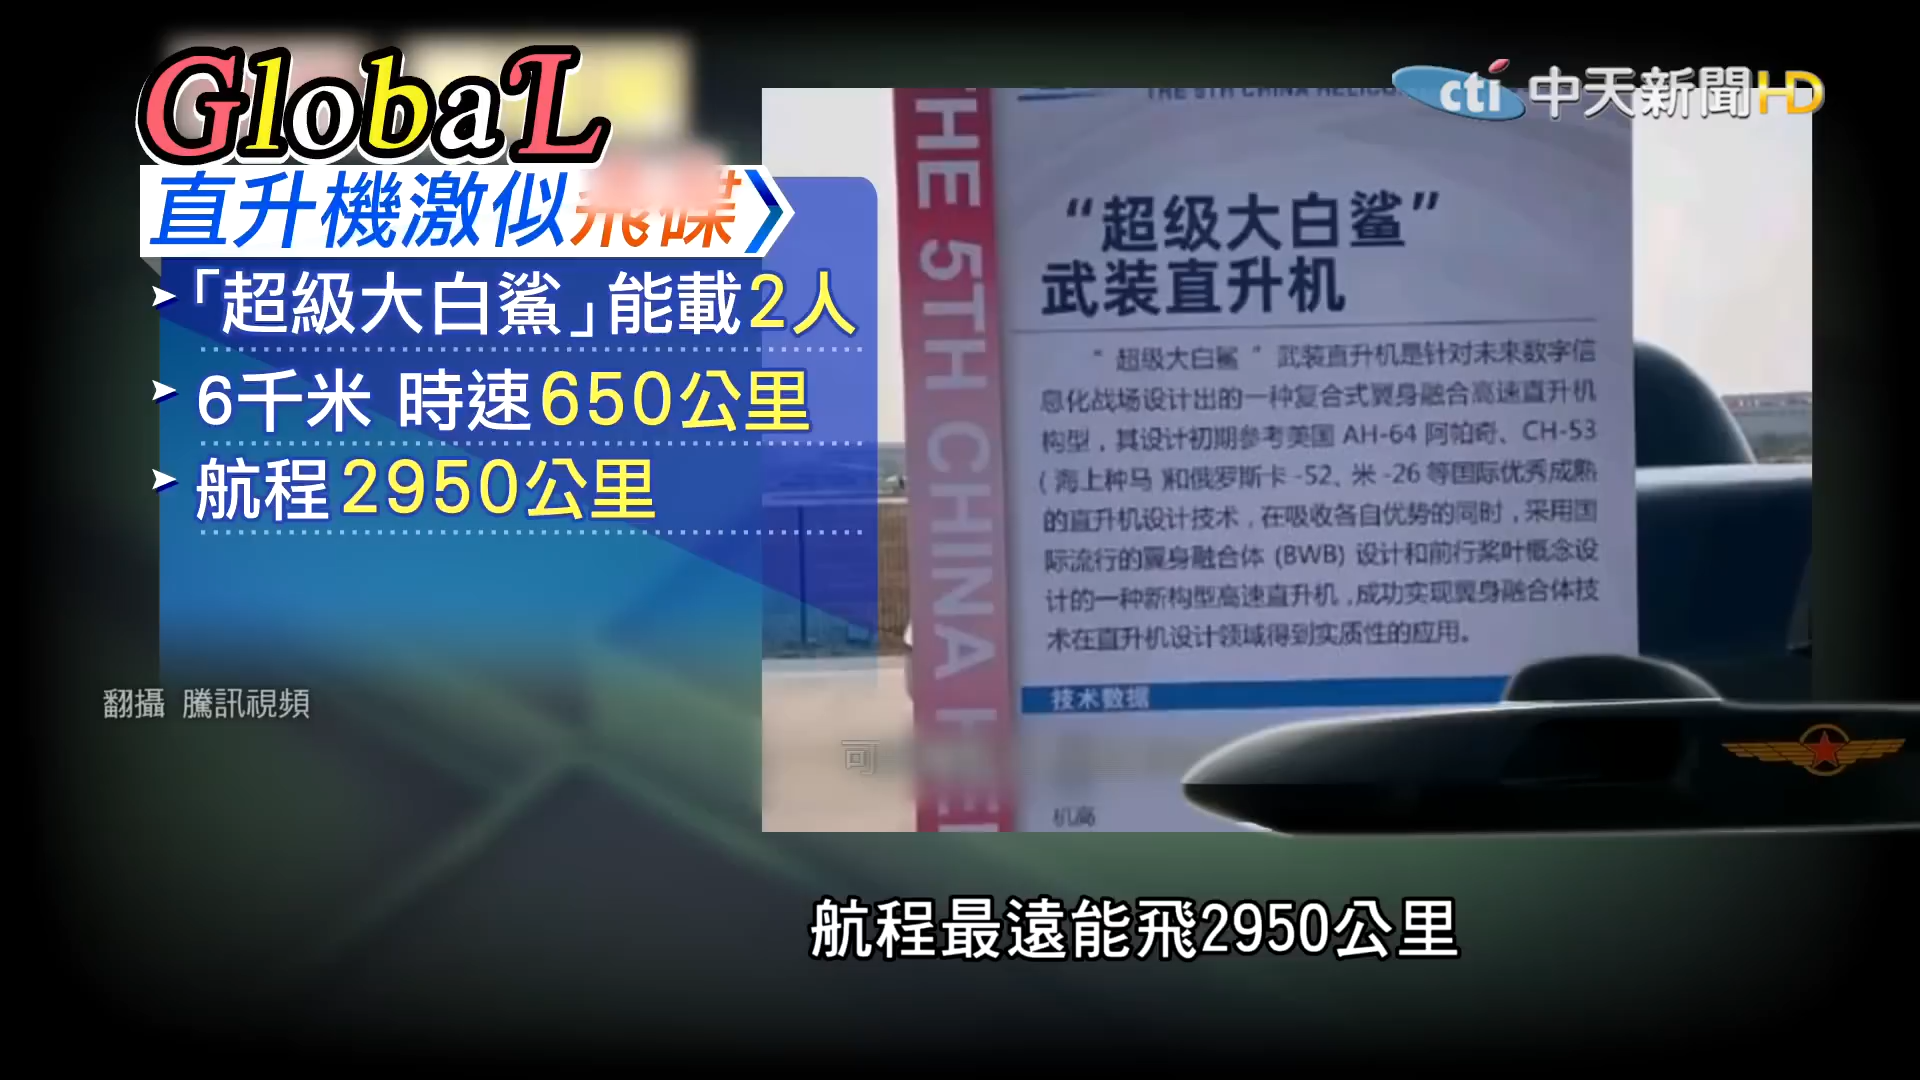 GlobaL
cti 中天新聞HD
直升機激似飛碟
「超級大白鯊」能載2人
6千米 時速650公里
航程2950公里
翻攝 騰訊視頻
THE 5TH CHINA
THE 5TH CHINA HELICO
“超级大白鲨”
武装直升机
“超级大白鲨”武装直升机是针对未来数字信
息化战场设计出的一种复合式翼身融合高速直升机
构型，其设计初期参考美国 AH-64 阿帕奇、CH-53
（海上种马）和俄罗斯卡-52、米-26 等国际优秀成熟
的直升机设计技术，在吸收各自优势的同时，采用国
际流行的翼身融合体 (BWB) 设计和前行桨叶概念设
计的一种新构型高速直升机，成功实现翼身融合体技
术在直升机设计领域得到实质性的应用。
技术数据
可
机高
航程最遠能飛2950公里